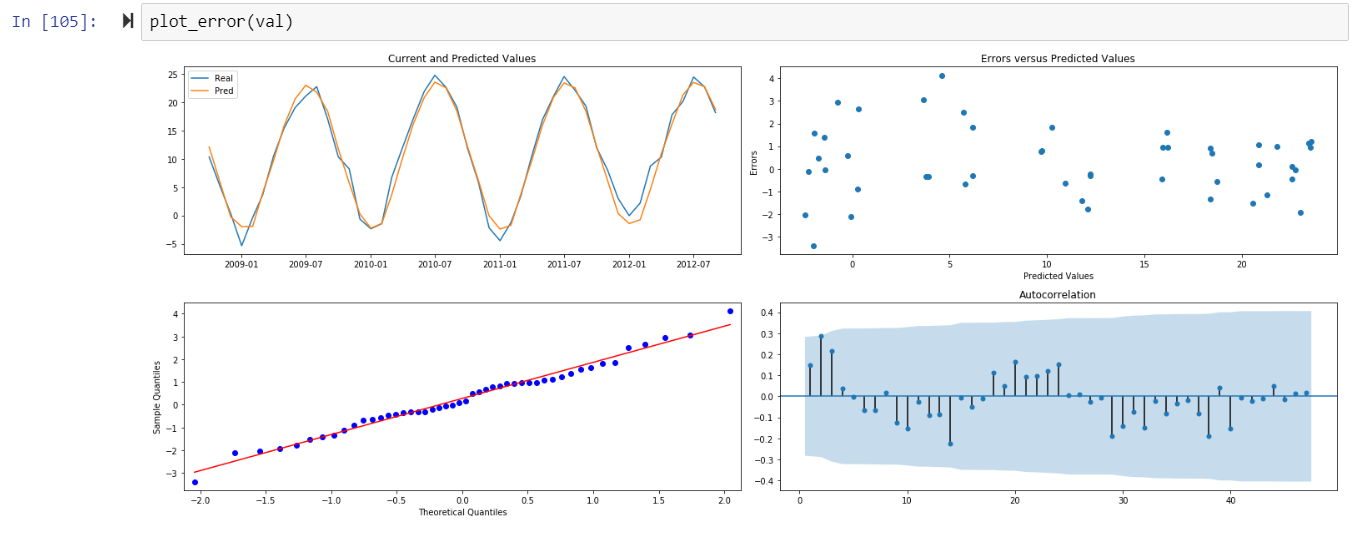 In [105]: plot_error(val)
Current and Predicted Values
Real
Pred
25
20
15
10
5
0
−5
2009-01 2009-07 2010-01 2010-07 2011-01 2011-07 2012-01 2012-07
Errors versus Predicted Values
Errors
4
3
2
1
0
−1
−2
−3
0 5 10 15 20
Predicted Values
Sample Quantiles
4
3
2
1
0
−1
−2
−3
−2.0 −1.5 −1.0 −0.5 0.0 0.5 1.0 1.5 2.0
Theoretical Quantiles
Autocorrelation
0.4
0.3
0.2
0.1
0.0
−0.1
−0.2
−0.3
−0.4
0 10 20 30 40